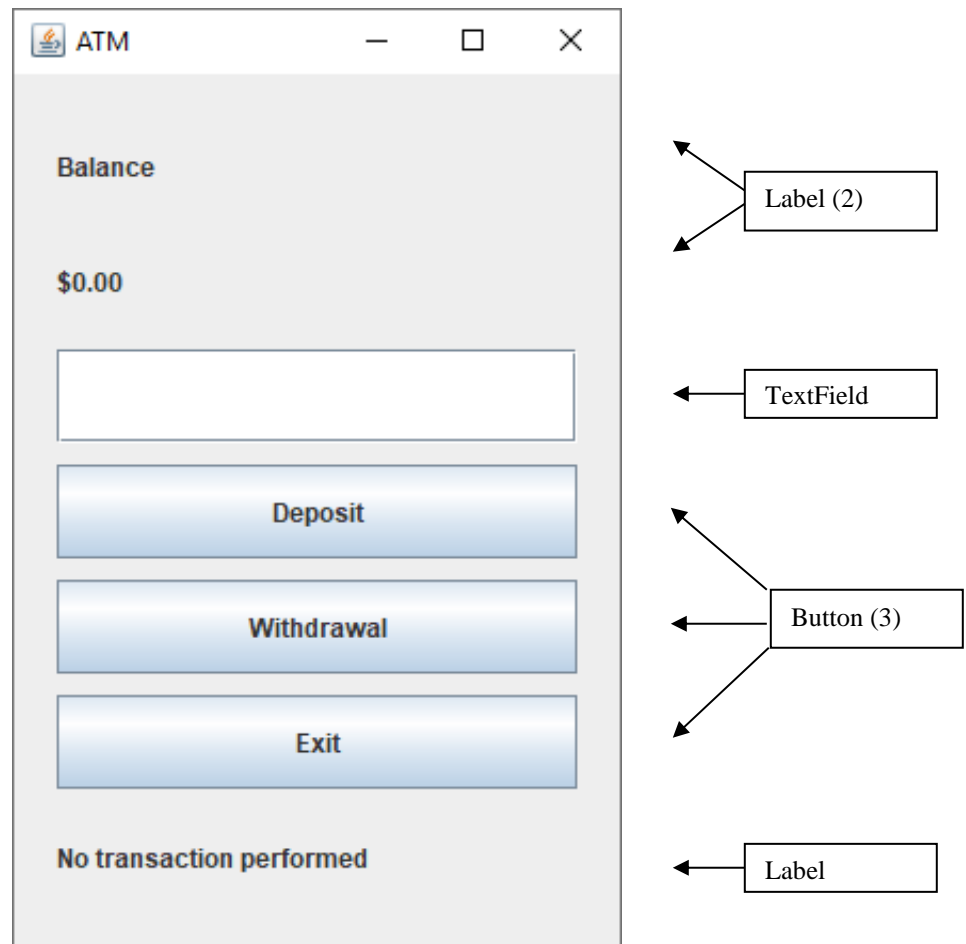 ATM
Balance
Label (2)
$0.00
TextField
Deposit
Button (3)
Withdrawal
Exit
No transaction performed
Label